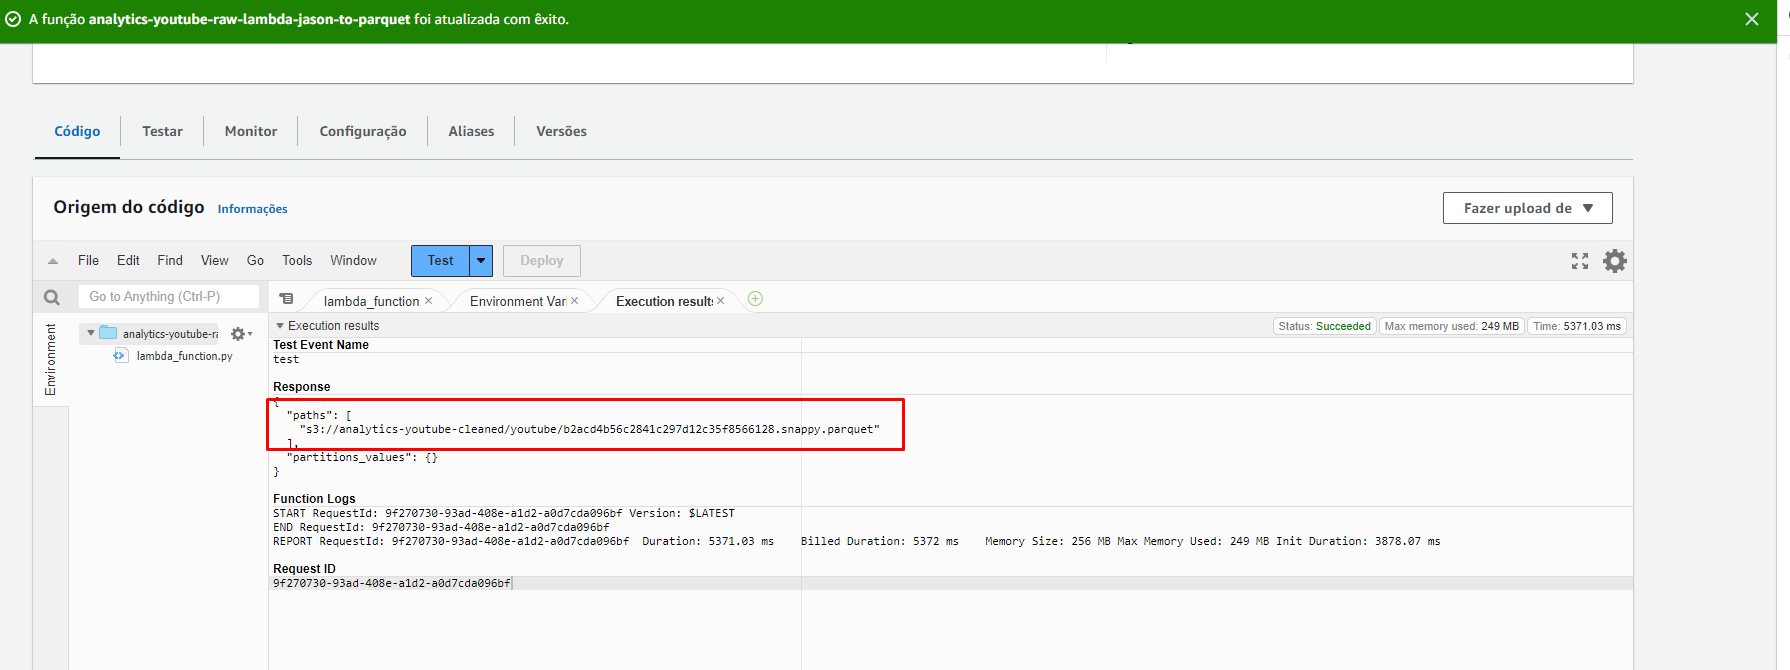 A função analytics-youtube-raw-lambda-jason-to-parquet foi atualizada com êxito.
Código Testar Monitor Configuração Aliases Versões
Origem do código Informações
Fazer upload de
File Edit Find View Go Tools Window Test Deploy
Go to Anything (Ctrl-P)
lambda_function Environment Var Execution results
Environment
analytics-youtube-ra
lambda_function.py
Execution results
Status: Succeeded Max memory used: 249 MB Time: 5371.03 ms
Test Event Name
test
Response
{
"paths": [
"s3://analytics-youtube-cleaned/youtube/b2acd4b56c2841c297d12c35f8566128.snappy.parquet"
],
"partitions_values": {}
}
Function Logs
START RequestId: 9f270730-93ad-408e-a1d2-a0d7cda096bf Version: $LATEST
END RequestId: 9f270730-93ad-408e-a1d2-a0d7cda096bf
REPORT RequestId: 9f270730-93ad-408e-a1d2-a0d7cda096bf Duration: 5371.03 ms Billed Duration: 5372 ms Memory Size: 256 MB Max Memory Used: 249 MB Init Duration: 3878.07 ms
Request ID
9f270730-93ad-408e-a1d2-a0d7cda096bf